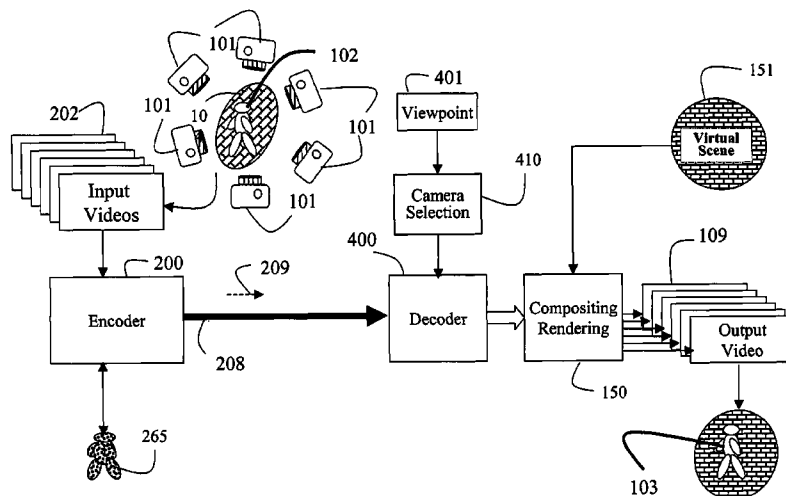 101
101
102
401
151
202
101
10
Viewpoint
101
Virtual
Scene
Input
Videos
101
Camera
Selection
410
101
200
209
400
109
Encoder
Decoder
Compositing
Rendering
Output
Video
208
150
265
103